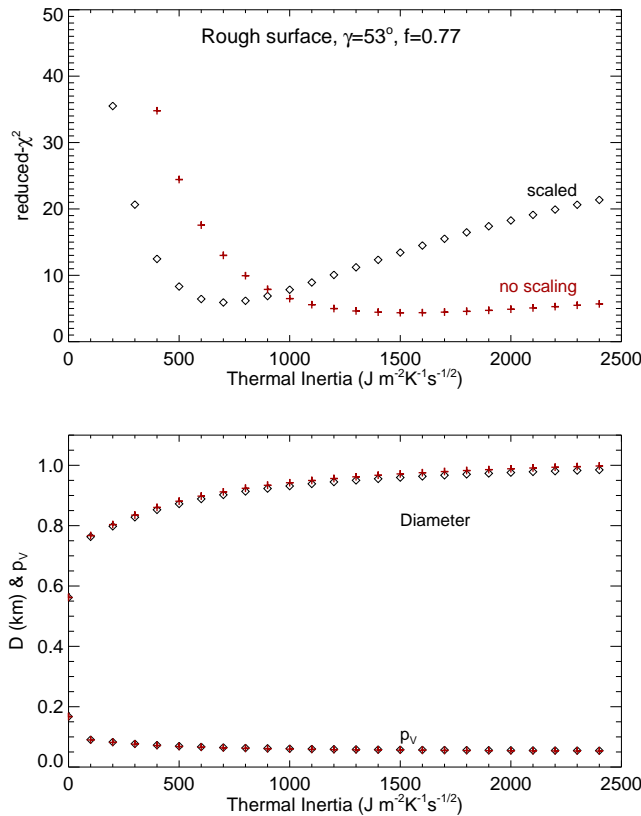 Rough surface, γ=53°, f=0.77
50
40
30
20
10
0
reduced-χ²
scaled
no scaling
0 500 1000 1500 2000 2500
Thermal Inertia (J m⁻²K⁻¹s⁻¹/²)
1.0
0.8
0.6
0.4
0.2
0.0
D (km) & pV
Diameter
pV
0 500 1000 1500 2000 2500
Thermal Inertia (J m⁻²K⁻¹s⁻¹/²)